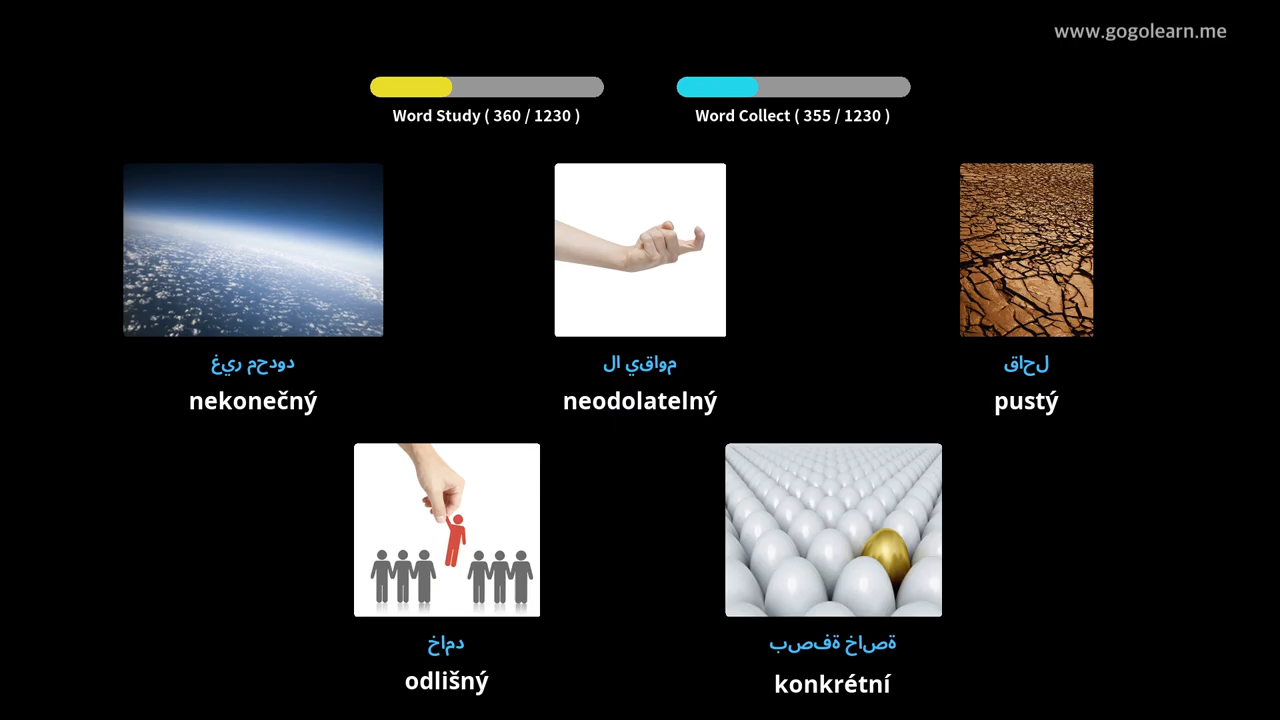 www.gogolearn.me
Word Study ( 360 / 1230 )
Word Collect ( 355 / 1230 )
دودحم ريغ
مواقي ال
لحاق
nekonečný
neodolatelný
pustý
دماخ
ةصاخ ةفصب
odlišný
konkrétní